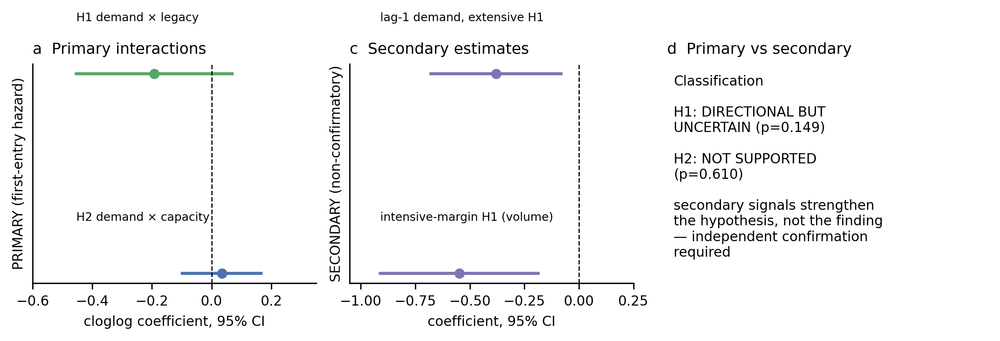 H1 demand × legacy
a  Primary interactions
PRIMARY (first-entry hazard)
H2 demand × capacity
−0.6
−0.4
−0.2
0.0
0.2
cloglog coefficient, 95% CI
lag-1 demand, extensive H1
c  Secondary estimates
SECONDARY (non-confirmatory)
intensive-margin H1 (volume)
−1.00
−0.75
−0.50
−0.25
0.00
0.25
coefficient, 95% CI
d  Primary vs secondary
Classification
H1: DIRECTIONAL BUT
UNCERTAIN (p=0.149)
H2: NOT SUPPORTED
(p=0.610)
secondary signals strengthen
the hypothesis, not the finding
— independent confirmation
required